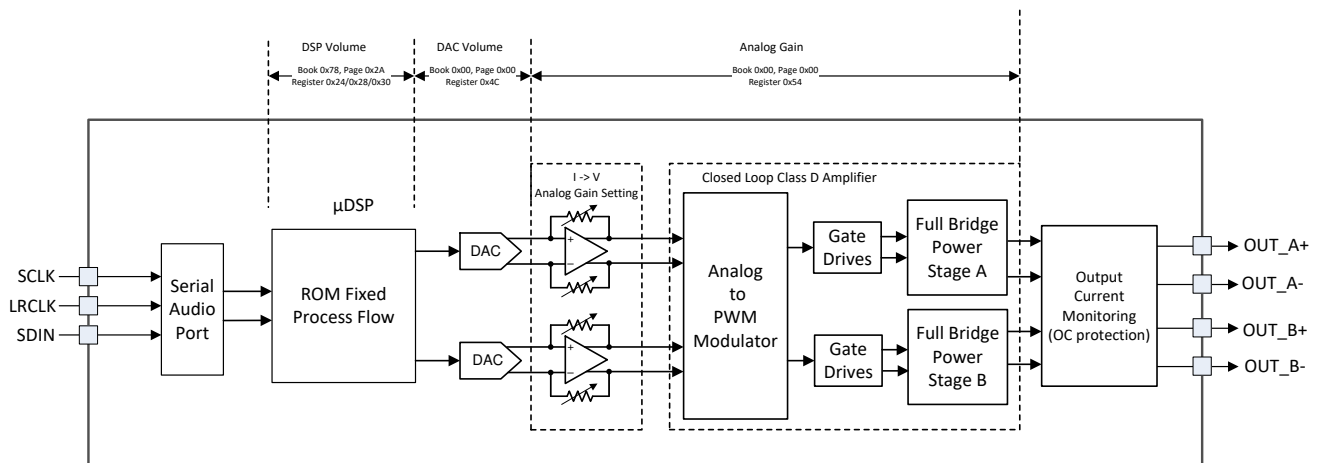 DSP Volume
Book 0x78, Page 0x2A
Register 0x24/0x28/0x30
DAC Volume
Book 0x00, Page 0x00
Register 0x4C
Analog Gain
Book 0x00, Page 0x00
Register 0x54
µDSP
I -> V
Analog Gain Setting
Closed Loop Class D Amplifier
SCLK
LRCLK
SDIN
Serial
Audio
Port
ROM Fixed
Process Flow
DAC
DAC
+
−
+
−
Analog
to
PWM
Modulator
Gate
Drives
Gate
Drives
Full Bridge
Power
Stage A
Full Bridge
Power
Stage B
Output
Current
Monitoring
(OC protection)
OUT_A+
OUT_A-
OUT_B+
OUT_B-